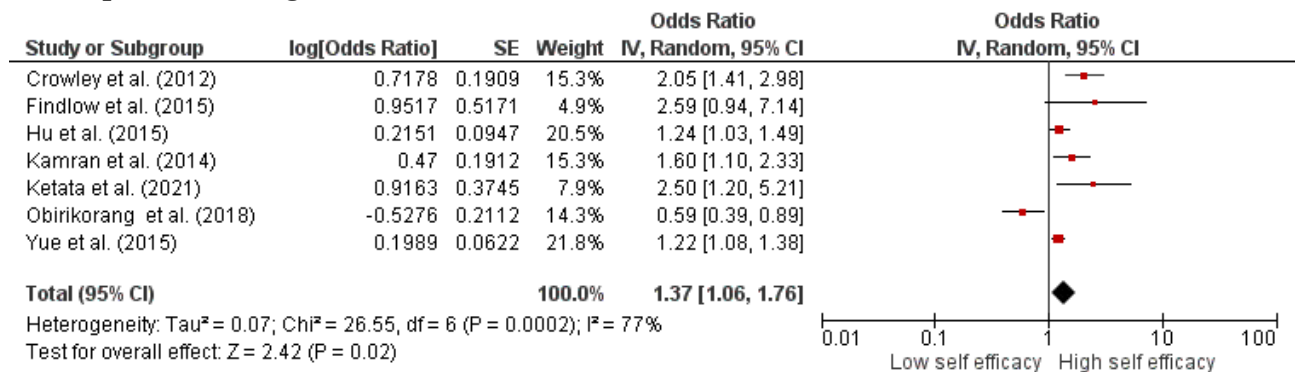 Odds Ratio Odds Ratio
Study or Subgroup log[Odds Ratio] SE Weight IV, Random, 95% CI IV, Random, 95% CI
Crowley et al. (2012) 0.7178 0.1909 15.3% 2.05 [1.41, 2.98]
Findlow et al. (2015) 0.9517 0.5171 4.9% 2.59 [0.94, 7.14]
Hu et al. (2015) 0.2151 0.0947 20.5% 1.24 [1.03, 1.49]
Kamran et al. (2014) 0.47 0.1912 15.3% 1.60 [1.10, 2.33]
Ketata et al. (2021) 0.9163 0.3745 7.9% 2.50 [1.20, 5.21]
Obirikorang et al. (2018) -0.5276 0.2112 14.3% 0.59 [0.39, 0.89]
Yue et al. (2015) 0.1989 0.0622 21.8% 1.22 [1.08, 1.38]
Total (95% CI) 100.0% 1.37 [1.06, 1.76]
Heterogeneity: Tau² = 0.07; Chi² = 26.55, df = 6 (P = 0.0002); I² = 77%
Test for overall effect: Z = 2.42 (P = 0.02)
0.01 0.1 1 10 100
Low self efficacy High self efficacy